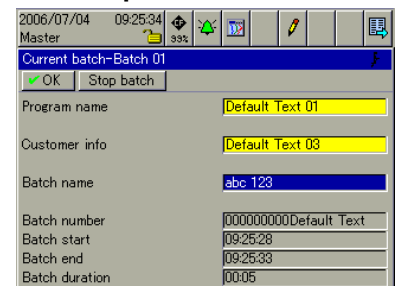 2006/07/04 09:25:34
Master 99%
Current batch-Batch 01
OK Stop batch
Program name Default Text 01
Customer info Default Text 03
Batch name abc 123
Batch number 000000000Default Text
Batch start 09:25:28
Batch end 09:25:33
Batch duration 00:05